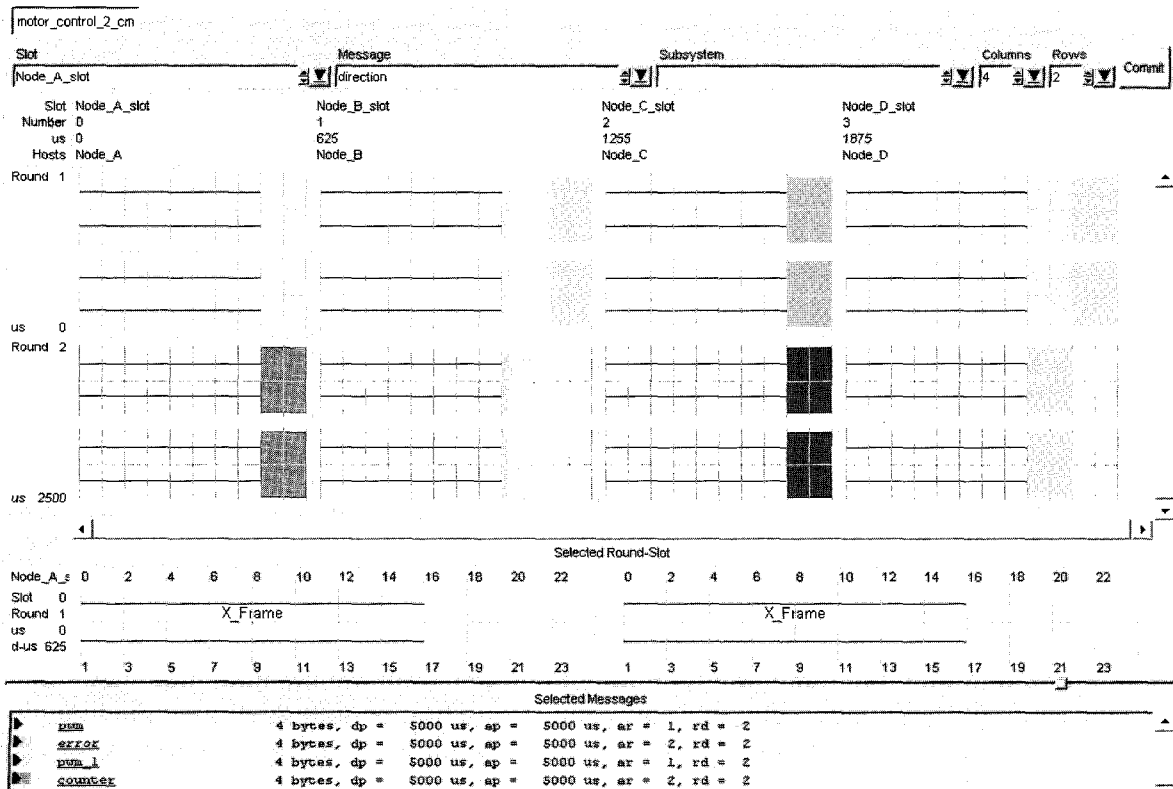 motor_control_2_cm
Slot Message Subsystem Columns Rows
Node_A_slot direction 4 2 Commit
Slot Node_A_slot Node_B_slot Node_C_slot Node_D_slot
Number 0 1 2 3
us 0 625 1255 1875
Hosts Node_A Node_B Node_C Node_D
Round 1
us 0
Round 2
us 2500
Selected Round-Slot
Node_A_s 0 2 4 6 8 10 12 14 16 18 20 22 0 2 4 6 8 10 12 14 16 18 20 22
Slot 0
Round 1 X_Frame X_Frame
us 0
d-us 625
1 3 5 7 9 11 13 15 17 19 21 23 1 3 5 7 9 11 13 15 17 19 21 23
Selected Messages
pwm 4 bytes, dp = 5000 us, ap = 5000 us, ar = 1, rd = 2
error 4 bytes, dp = 5000 us, ap = 5000 us, ar = 2, rd = 2
pwm_1 4 bytes, dp = 5000 us, ap = 5000 us, ar = 1, rd = 2
counter 4 bytes, dp = 5000 us, ap = 5000 us, ar = 2, rd = 2